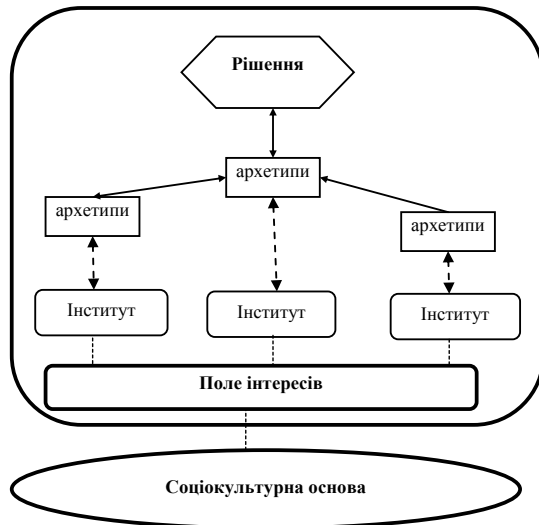 Рішення
архетипи
архетипи
архетипи
Інститут
Інститут
Інститут
Поле інтересів
Соціокультурна основа